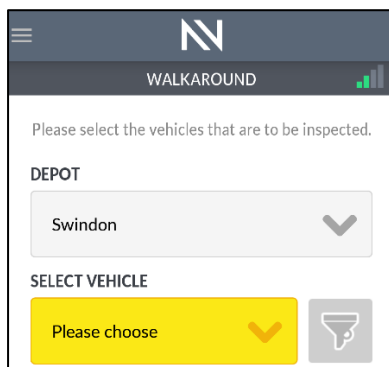 WALKAROUND
Please select the vehicles that are to be inspected.
DEPOT
Swindon
SELECT VEHICLE
Please choose